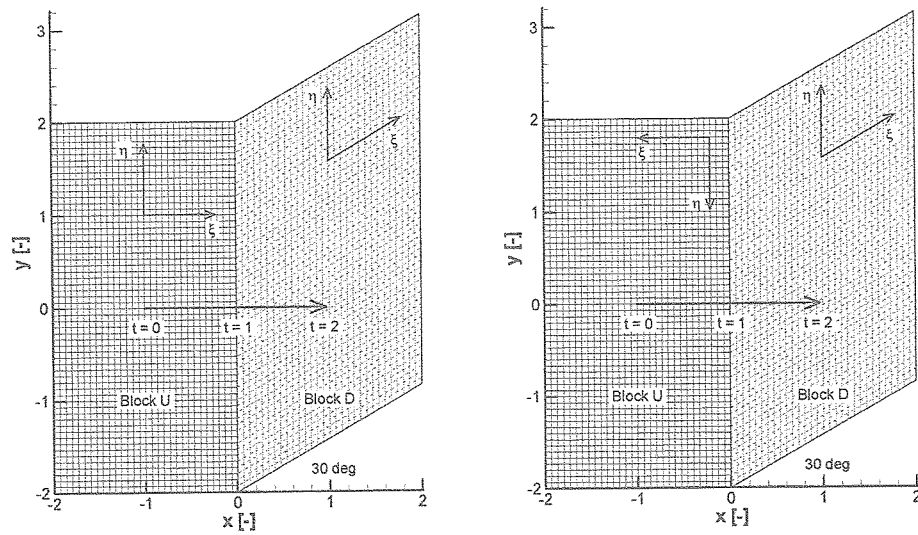 3
2
1
0
-1
-2
y [-]
η
ξ
η
ξ
t = 0
t = 1
t = 2
Block U
Block D
30 deg
-2
-1
0
1
2
x [-]
3
2
1
0
-1
-2
y [-]
ξ
η
η
ξ
t = 0
t = 1
t = 2
Block U
Block D
30 deg
-2
-1
0
1
2
x [-]